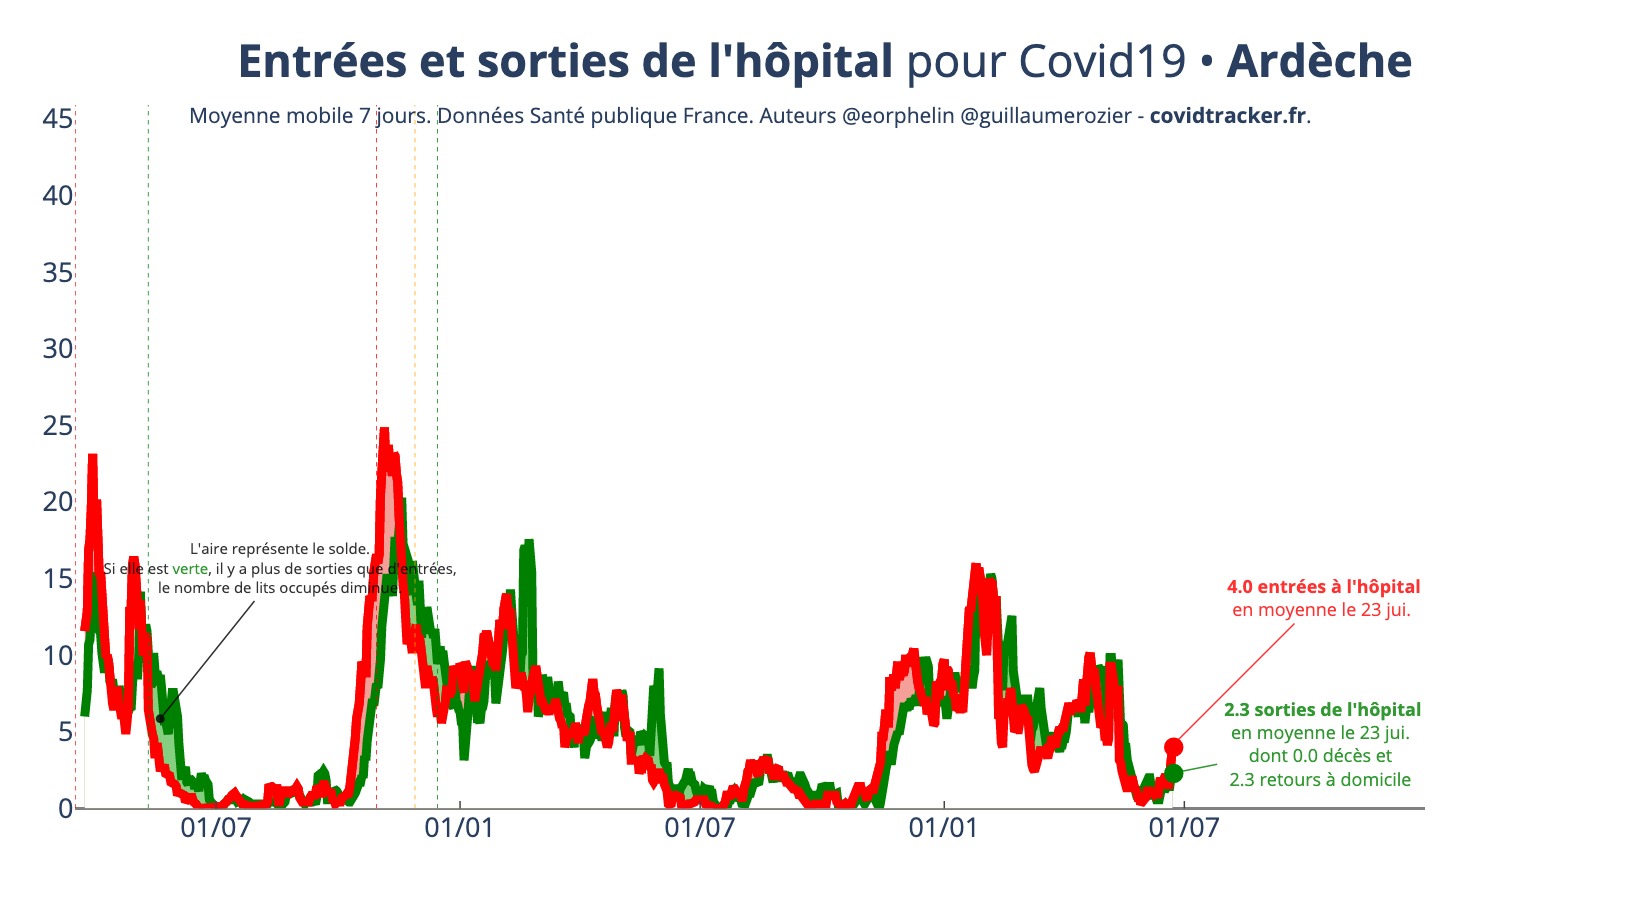 Entrées et sorties de l'hôpital pour Covid19 • Ardèche
Moyenne mobile 7 jours. Données Santé publique France. Auteurs @eorphelin @guillaumerozier - covidtracker.fr.
45
40
35
30
25
20
15
10
5
0
L'aire représente le solde.
Si elle est verte, il y a plus de sorties que d'entrées,
le nombre de lits occupés diminue.
4.0 entrées à l'hôpital
en moyenne le 23 jui.
2.3 sorties de l'hôpital
en moyenne le 23 jui.
dont 0.0 décès et
2.3 retours à domicile
01/07
01/01
01/07
01/01
01/07